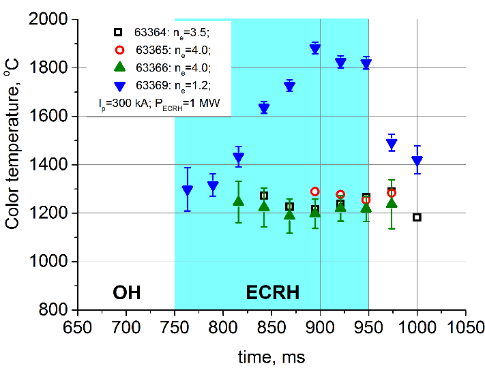 2000
1800
1600
1400
1200
1000
800
Color temperature, °C
63364: nₑ=3.5;
63365: nₑ=4.0;
63366: nₑ=4.0;
63369: nₑ=1.2;
Iₚ=300 kA; P_ECRH=1 MW
OH
ECRH
650 700 750 800 850 900 950 1000 1050
time, ms